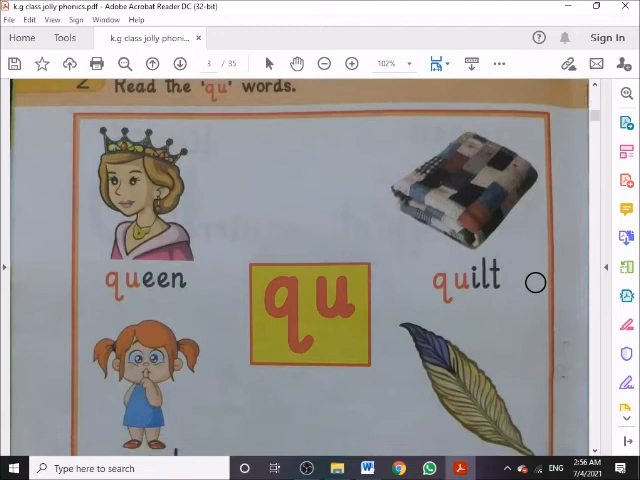 k.g class jolly phonics.pdf - Adobe Acrobat Reader DC (32-bit)
File Edit View Sign Window Help
Home Tools k.g class jolly phoni... × Sign In
3 / 35 102%
2 Read the 'qu' words.
queen
quilt
qu
Type here to search
ENG
2:56 AM
7/4/2021